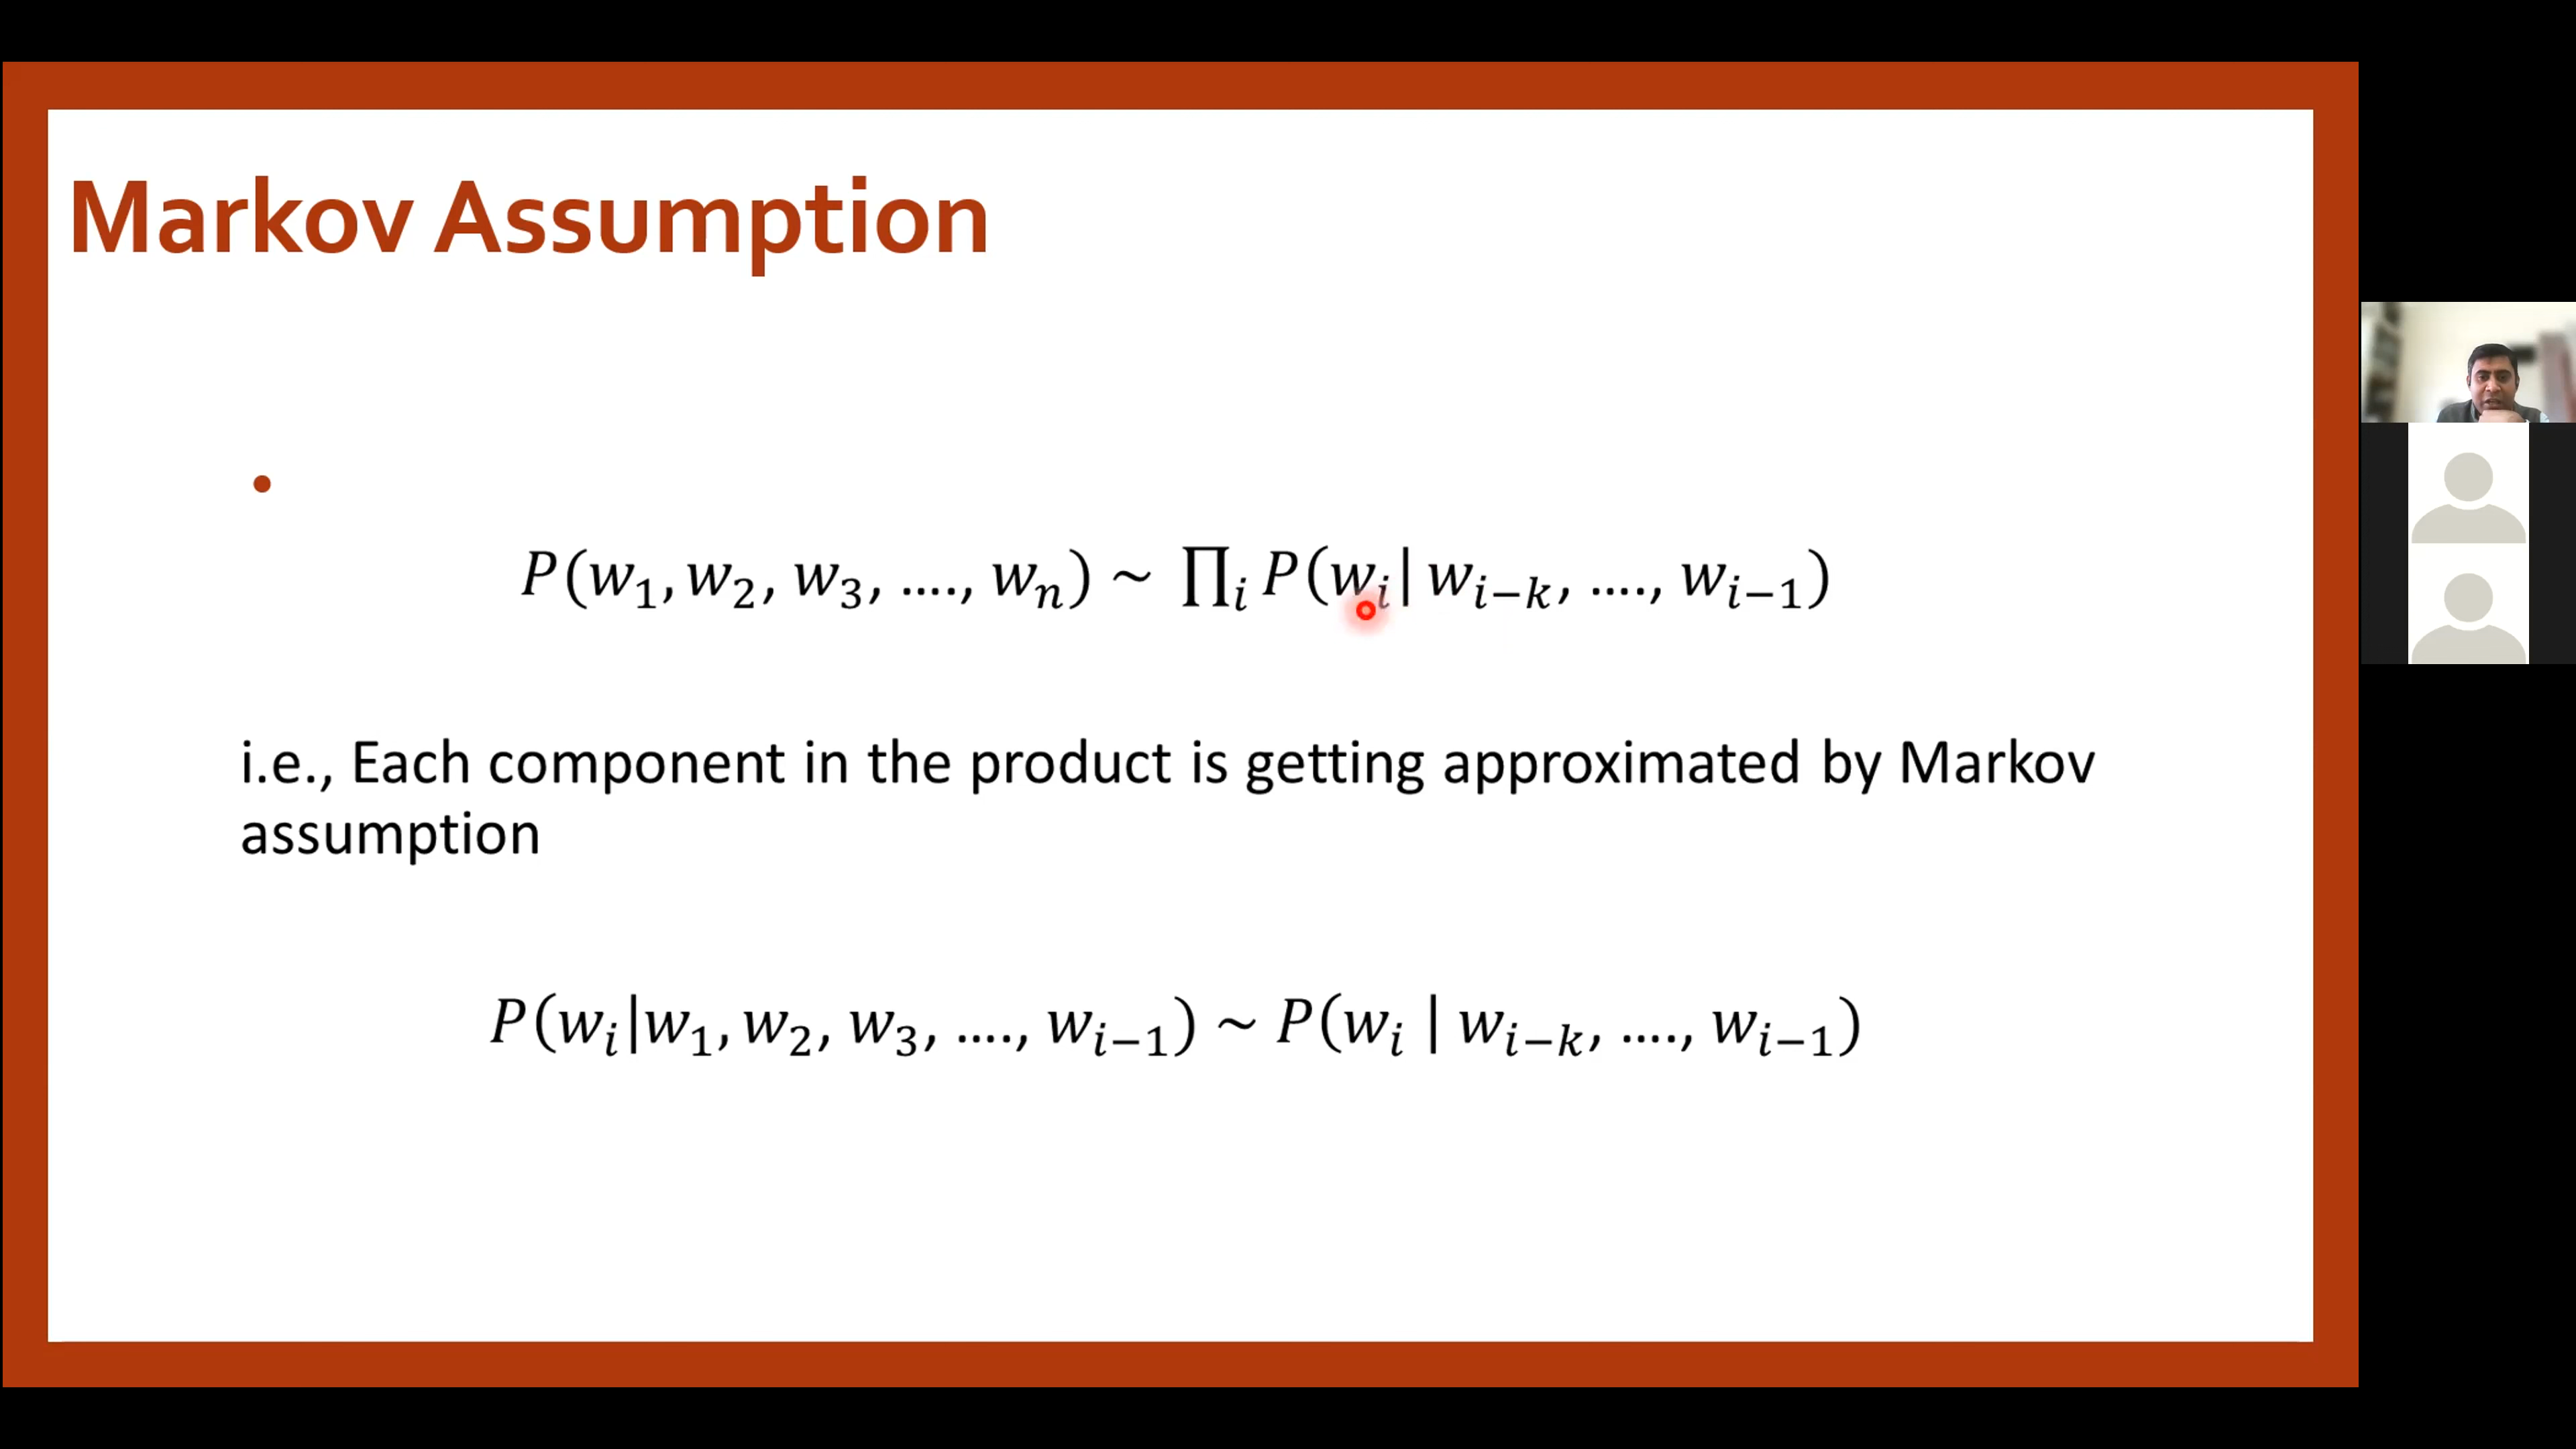 Markov Assumption
•
P(w₁, w₂, w₃, …., wₙ) ~ ∏ᵢ P(wᵢ| wᵢ₋ₖ, …., wᵢ₋₁)
i.e., Each component in the product is getting approximated by Markov
assumption
P(wᵢ|w₁, w₂, w₃, …., wᵢ₋₁) ~ P(wᵢ | wᵢ₋ₖ, …., wᵢ₋₁)